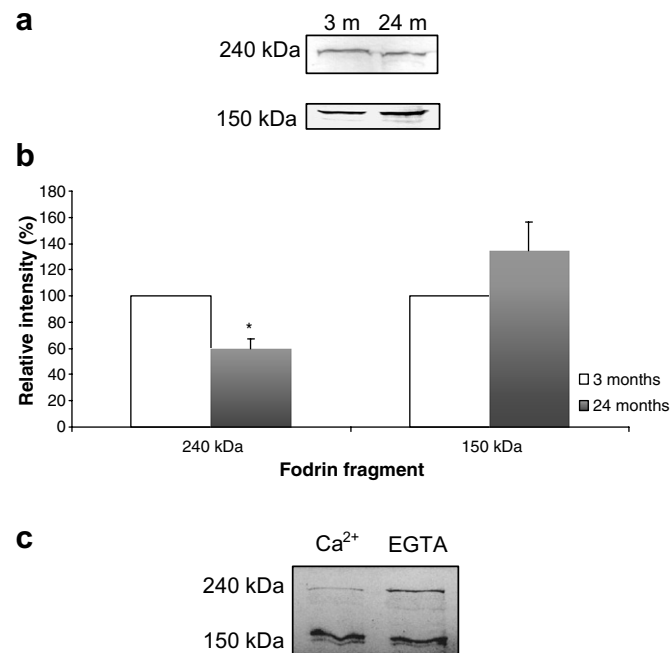 a
3 m 24 m
240 kDa
150 kDa
b
180
160
140
120
100
80
60
40
20
0
Relative intensity (%)
*
240 kDa 150 kDa
Fodrin fragment
3 months
24 months
c
Ca²⁺ EGTA
240 kDa
150 kDa